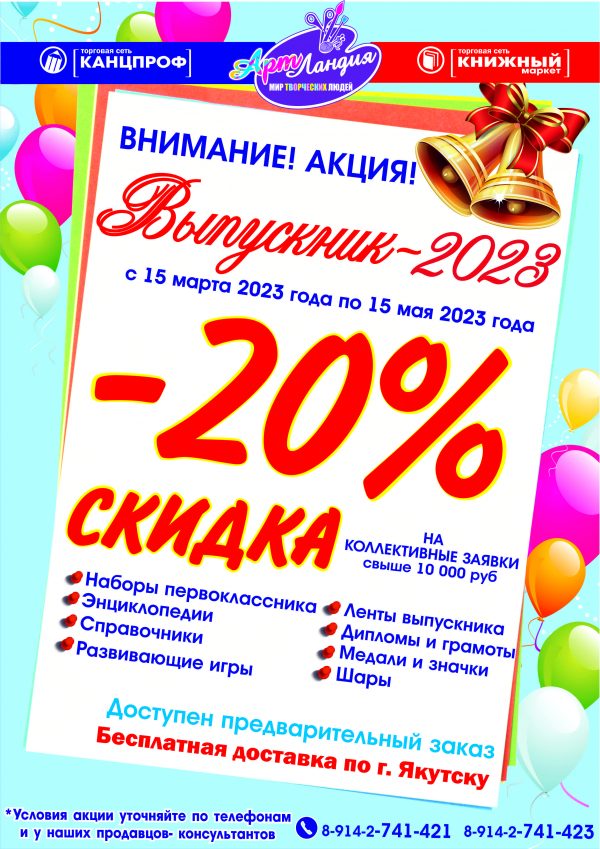 торговая сеть
КАНЦПРОФ
АртЛандия
МИР ТВОРЧЕСКИХ ЛЮДЕЙ
торговая сеть
КНИЖНЫЙ
маркет
ВНИМАНИЕ! АКЦИЯ!
Выпускник-2023
с 15 марта 2023 года по 15 мая 2023 года
-20%
СКИДКА
НА
КОЛЛЕКТИВНЫЕ ЗАЯВКИ
свыше 10 000 руб
Наборы первоклассника
Энциклопедии
Справочники
Развивающие игры
Ленты выпускника
Дипломы и грамоты
Медали и значки
Шары
Доступен предварительный заказ
Бесплатная доставка по г. Якутску
*Условия акции уточняйте по телефонам
и у наших продавцов- консультантов
8-914-2-741-421 8-914-2-741-423